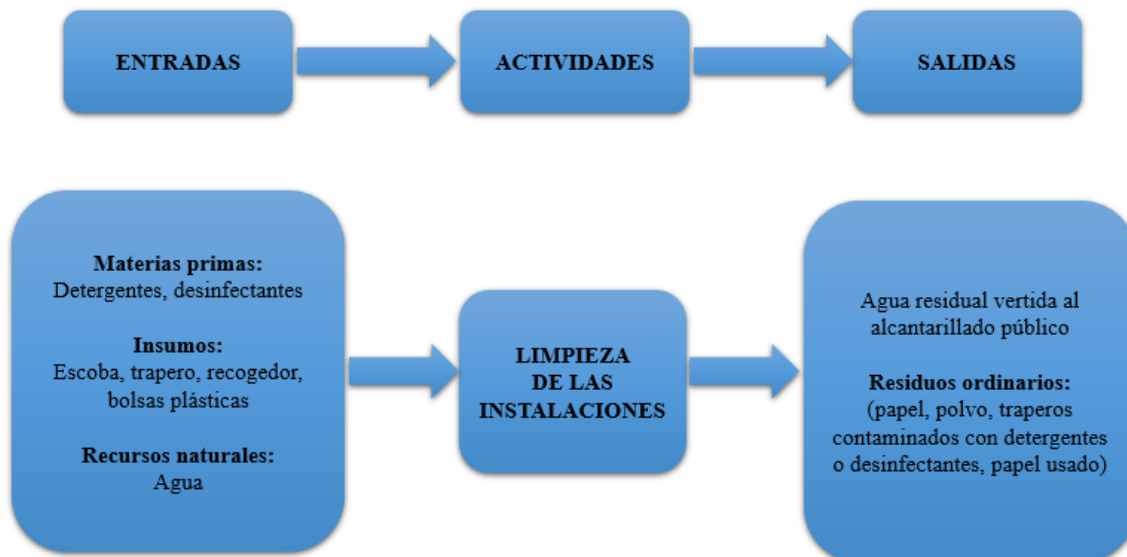 ENTRADAS
ACTIVIDADES
SALIDAS
Materias primas:
Detergentes, desinfectantes
Insumos:
Escoba, trapero, recogedor,
bolsas plásticas
Recursos naturales:
Agua
LIMPIEZA
DE LAS
INSTALACIONES
Agua residual vertida al
alcantarillado público
Residuos ordinarios:
(papel, polvo, traperos
contaminados con detergentes
o desinfectantes, papel usado)